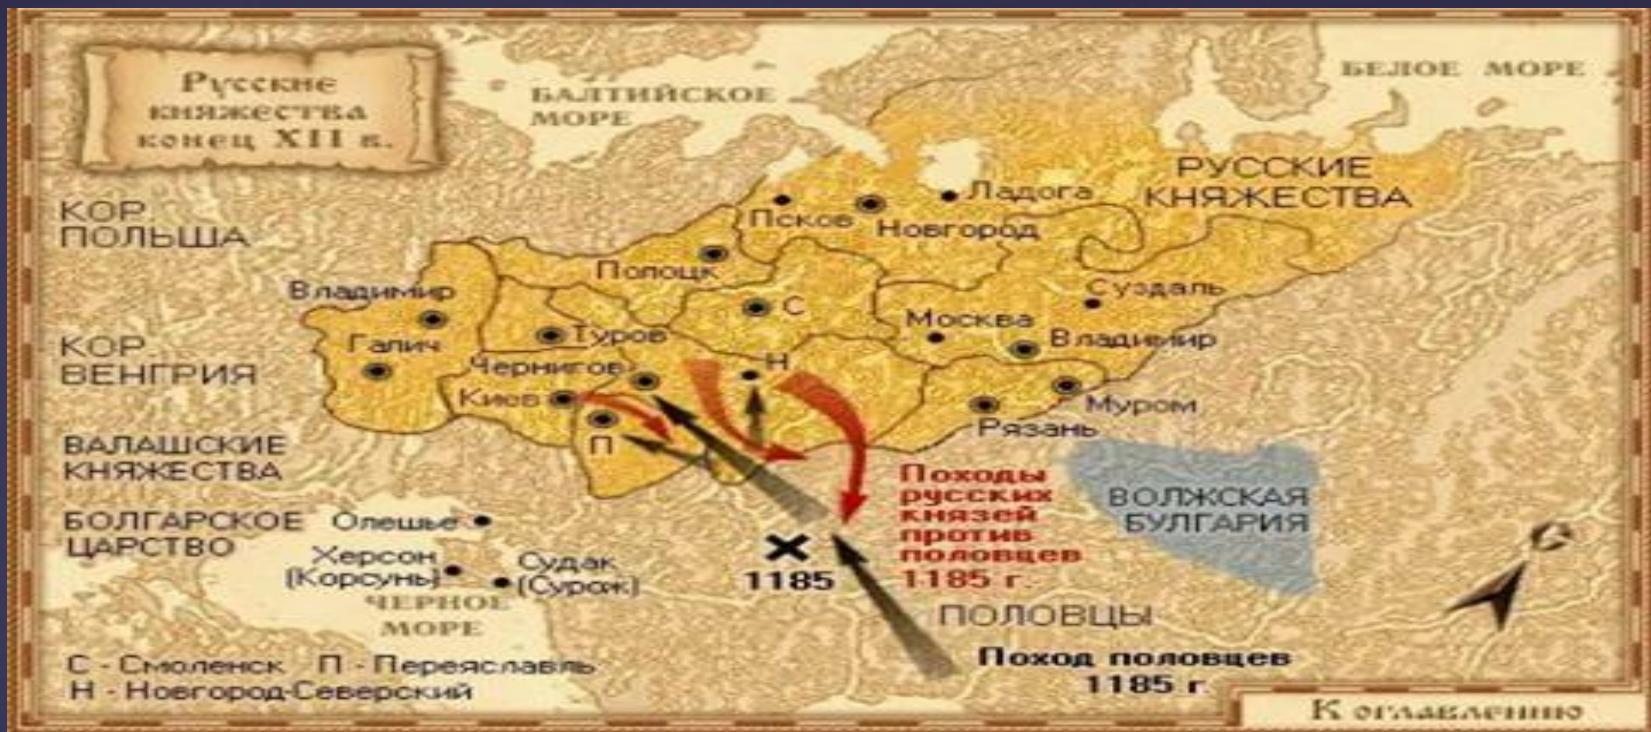 Русские
княжества
конец XII в.
БАЛТИЙСКОЕ
МОРЕ
БЕЛОЕ МОРЕ
РУССКИЕ
КНЯЖЕСТВА
КОР.
ПОЛЬША
Ладога
Псков
Новгород
Полоцк
Владимир
Суздаль
С
Москва
Туров
Владимир
Галич
КОР.
ВЕНГРИЯ
Чернигов
Н
Киев
Муром
Рязань
П
ВАЛАШСКИЕ
КНЯЖЕСТВА
Походы
русских
князей
против
половцев
1185 г.
ВОЛЖСКАЯ
БУЛГАРИЯ
БОЛГАРСКОЕ
ЦАРСТВО
Олешье
Херсон
(Корсунь)
Судак
(Сурож)
1185
С
ЧЕРНОЕ
МОРЕ
ПОЛОВЦЫ
Поход половцев
1185 г.
С - Смоленск П - Переяславль
Н - Новгород-Северский
К оглавлению